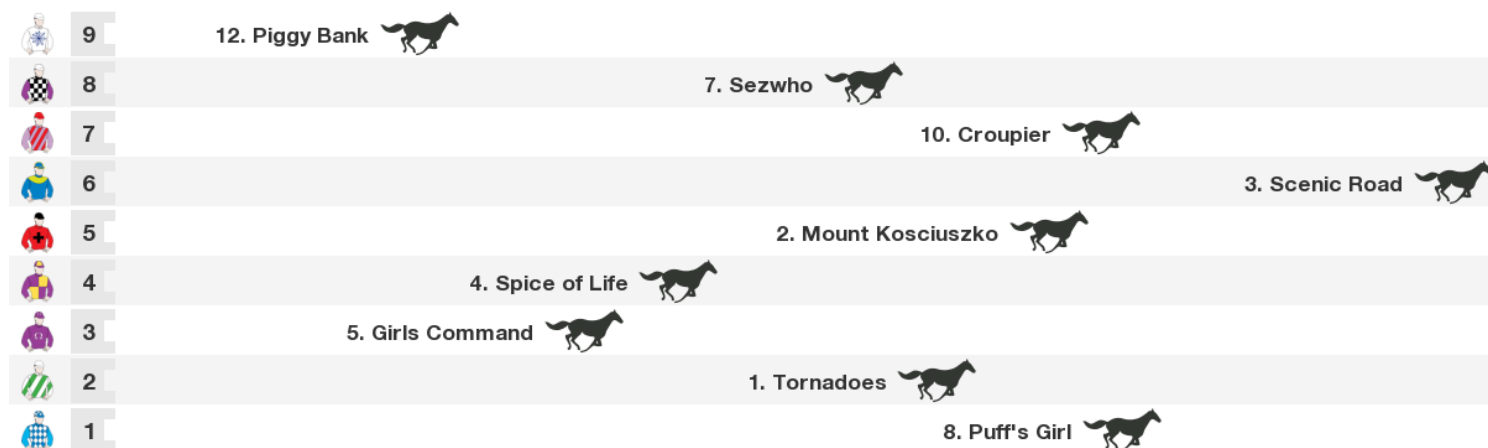 9 12. Piggy Bank
8 7. Sezwho
7 10. Croupier
6 3. Scenic Road
5 2. Mount Kosciuszko
4 4. Spice of Life
3 5. Girls Command
2 1. Tornadoes
1 8. Puff's Girl